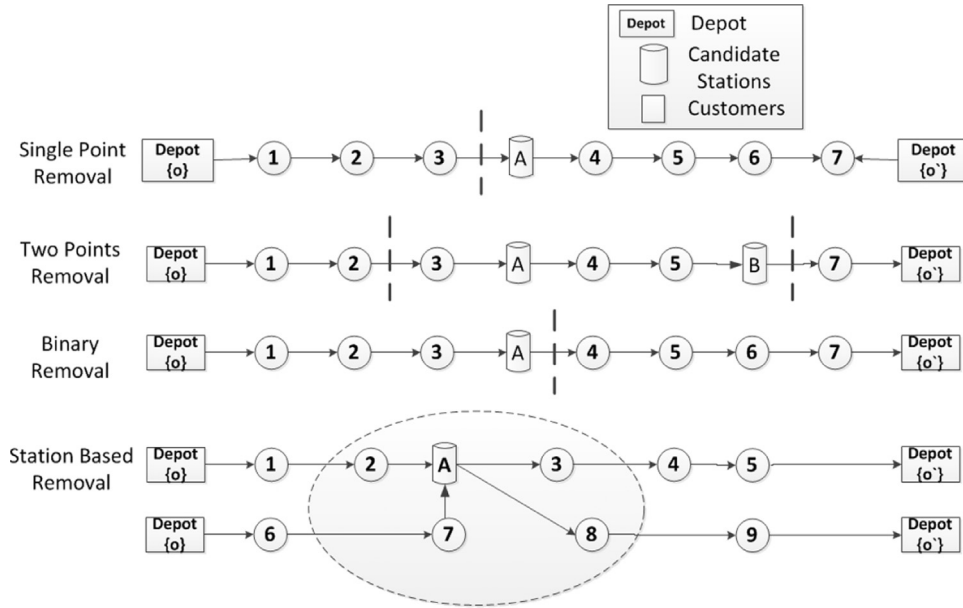 Depot Depot
Candidate
Stations
Customers
Single Point
Removal
Depot
{o}
1 2 3 A 4 5 6 7
Depot
{o`}
Two Points
Removal
Depot
{o}
1 2 3 A 4 5 B 7
Depot
{o`}
Binary
Removal
Depot
{o}
1 2 3 A 4 5 6 7
Depot
{o`}
Station Based
Removal
Depot
{o}
1 2 A 3 4 5
Depot
{o`}
Depot
{o}
6 7 8 9
Depot
{o`}